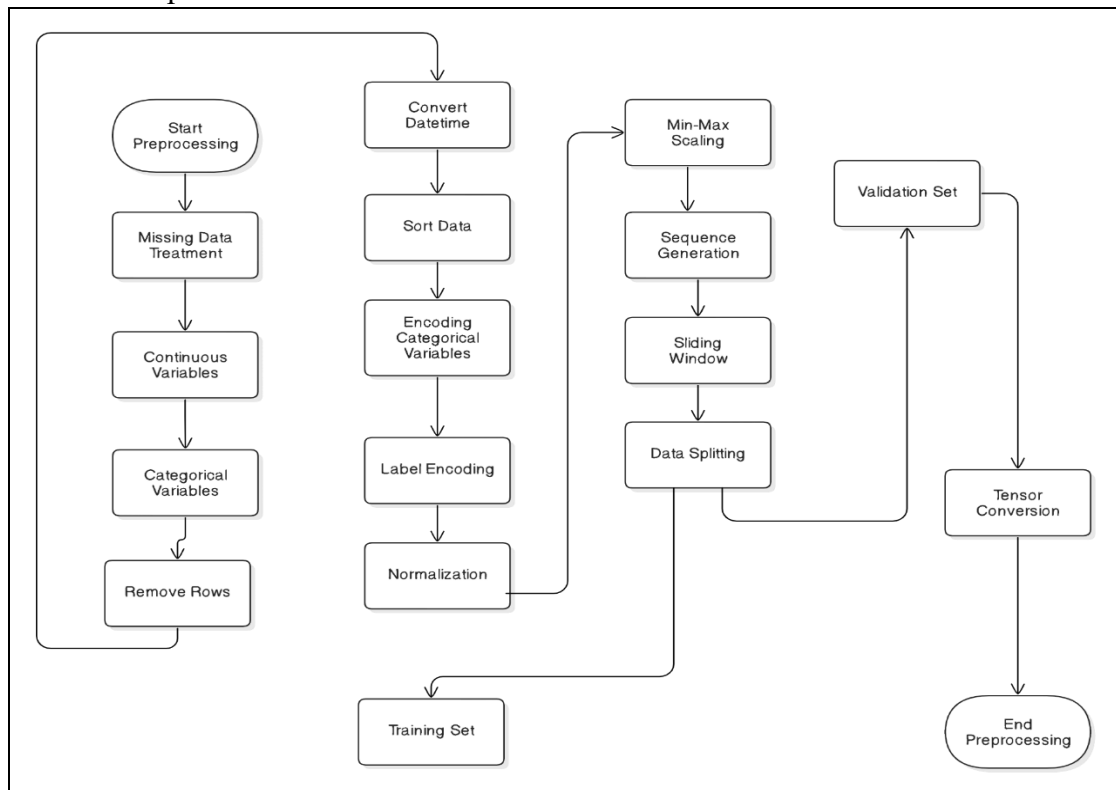 Start
Preprocessing
Missing Data
Treatment
Continuous
Variables
Categorical
Variables
Remove Rows
Convert
Datetime
Sort Data
Encoding
Categorical
Variables
Label Encoding
Normalization
Min-Max
Scaling
Sequence
Generation
Sliding
Window
Data Splitting
Training Set
Validation Set
Tensor
Conversion
End
Preprocessing